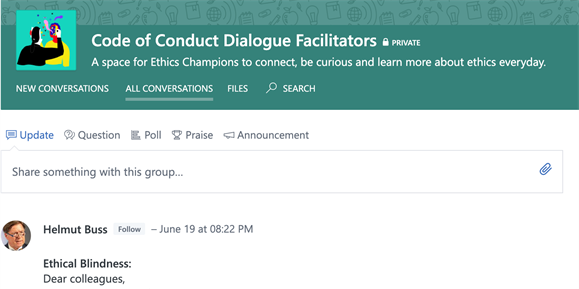 Code of Conduct Dialogue Facilitators PRIVATE
A space for Ethics Champions to connect, be curious and learn more about ethics everyday.
NEW CONVERSATIONS ALL CONVERSATIONS FILES SEARCH
Update Question Poll Praise Announcement
Share something with this group...
Helmut Buss Follow – June 19 at 08:22 PM
Ethical Blindness:
Dear colleagues,